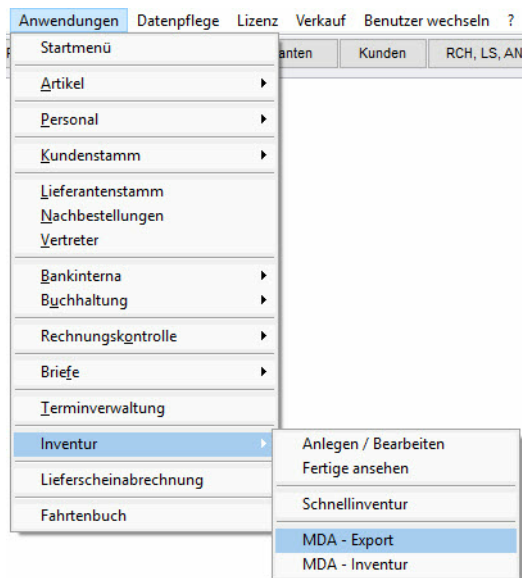 Anwendungen Datenpflege Lizenz Verkauf Benutzer wechseln ?
Startmenü
anten Kunden RCH, LS, AN
Artikel
Personal
Kundenstamm
Lieferantenstamm
Nachbestellungen
Vertreter
Bankinterna
Buchhaltung
Rechnungskontrolle
Briefe
Terminverwaltung
Inventur
Anlegen / Bearbeiten
Fertige ansehen
Lieferscheinabrechnung
Schnellinventur
Fahrtenbuch
MDA - Export
MDA - Inventur